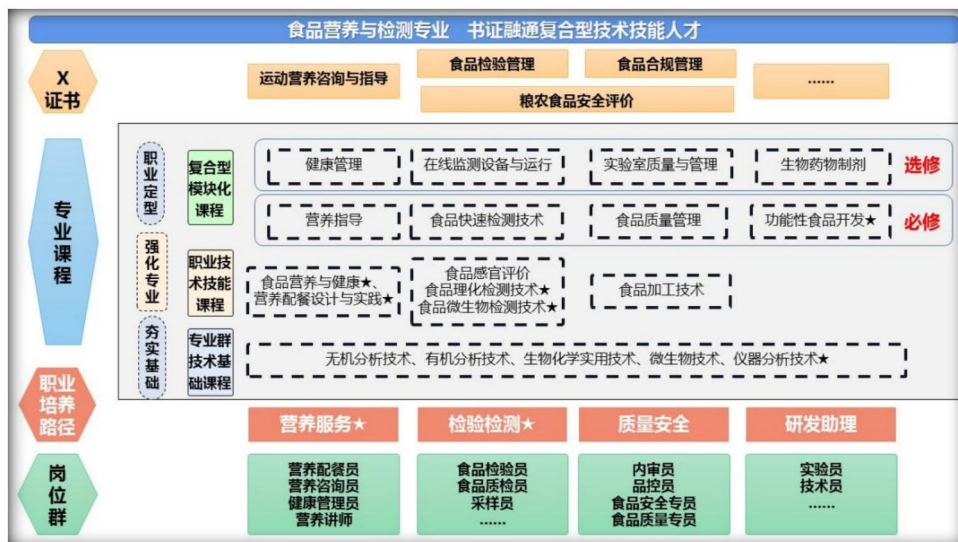 食品营养与检测专业 书证融通复合型技术技能人才
X
证书
运动营养咨询与指导
食品检验管理
食品合规管理
粮农食品安全评价
......
专业课程
职业定型
复合型
模块化
课程
健康管理
在线监测设备与运行
实验室质量与管理
生物药物制剂
选修
营养指导
食品快速检测技术
食品质量管理
功能性食品开发★
必修
强化专业
职业技
术技能
课程
食品营养与健康★、
营养配餐设计与实践★
食品感官评价
食品理化检测技术★
食品微生物检测技术★
食品加工技术
夯实基础
专业群
技术基
础课程
无机分析技术、有机分析技术、生物化学实用技术、微生物技术、仪器分析技术★
职业
培养
路径
营养服务★
检验检测★
质量安全
研发助理
岗位群
营养配餐员
营养咨询员
健康管理员
营养讲师
食品检验员
食品质检员
采样员
......
内审员
品控员
食品安全专员
食品质量专员
实验员
技术员
......